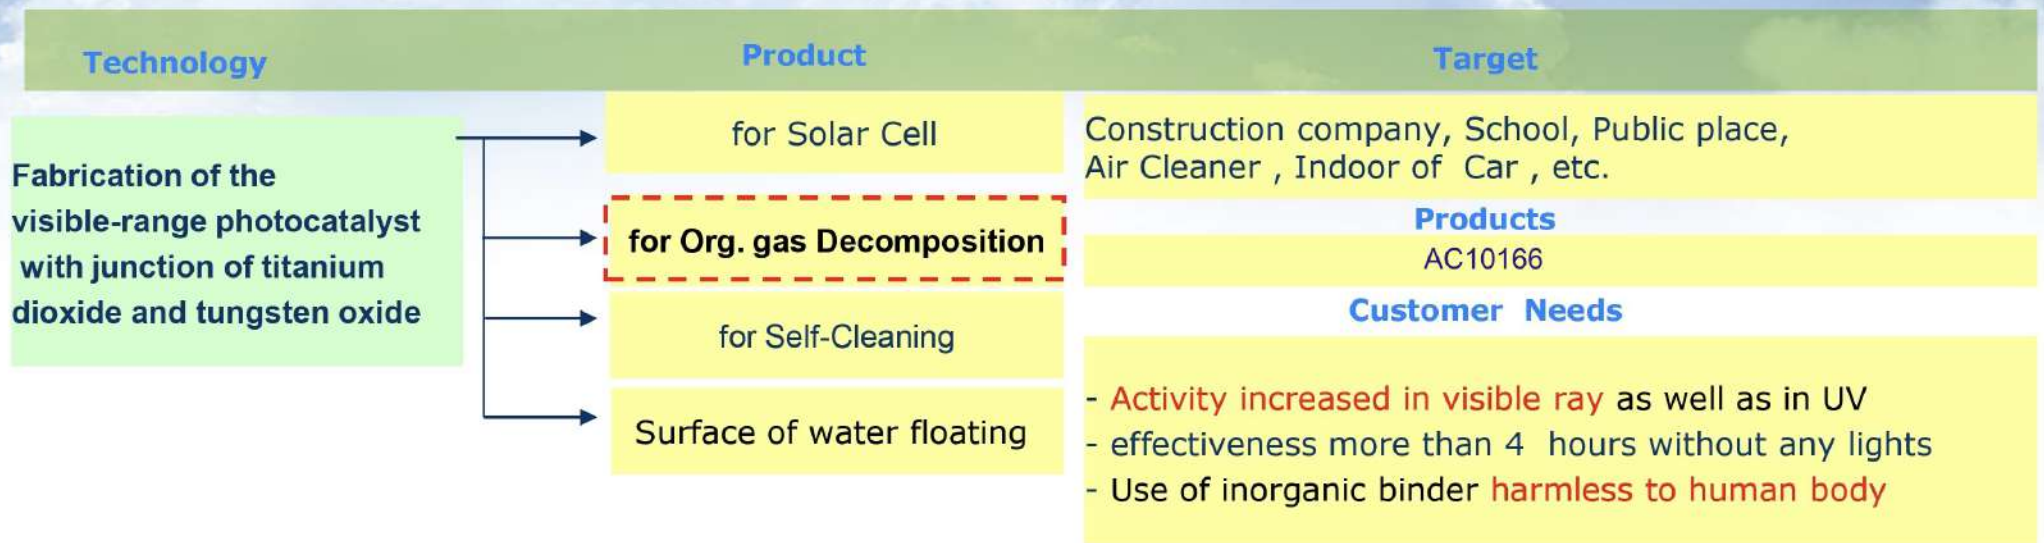 Technology
Product
Target
Fabrication of the
visible-range photocatalyst
with junction of titanium
dioxide and tungsten oxide
for Solar Cell
for Org. gas Decomposition
for Self-Cleaning
Surface of water floating
Construction company, School, Public place,
Air Cleaner , Indoor of Car , etc.
Products
AC10166
Customer Needs
- Activity increased in visible ray as well as in UV
- effectiveness more than 4 hours without any lights
- Use of inorganic binder harmless to human body